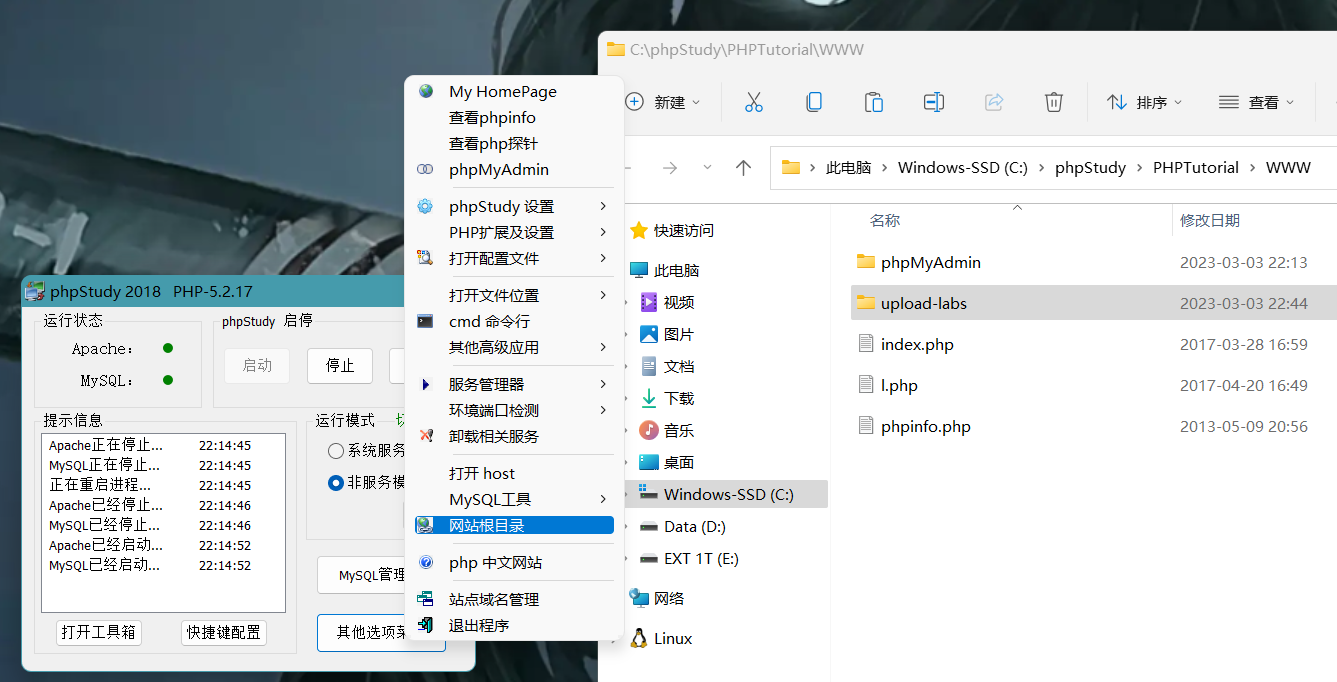 C:\phpStudy\PHPTutorial\WWW
新建
排序
查看
此电脑 Windows-SSD (C:) phpStudy PHPTutorial WWW
名称 修改日期
快速访问
此电脑
视频
图片
文档
下载
音乐
桌面
Windows-SSD (C:)
Data (D:)
EXT 1T (E:)
网络
Linux
phpMyAdmin 2023-03-03 22:13
upload-labs 2023-03-03 22:44
index.php 2017-03-28 16:59
l.php 2017-04-20 16:49
phpinfo.php 2013-05-09 20:56
My HomePage
查看phpinfo
查看php探针
phpMyAdmin
phpStudy 设置
PHP扩展及设置
打开配置文件
打开文件位置
cmd 命令行
其他高级应用
服务管理器
环境端口检测
卸载相关服务
打开 host
MySQL工具
网站根目录
php 中文网站
站点域名管理
退出程序
phpStudy 2018 PHP-5.2.17
运行状态
Apache:
MySQL:
phpStudy 启停
启动
停止
提示信息
Apache正在停止... 22:14:45
MySQL正在停止... 22:14:45
正在重启进程... 22:14:45
Apache已经停止... 22:14:46
MySQL已经停止... 22:14:46
Apache已经启动... 22:14:52
MySQL已经启动... 22:14:52
打开工具箱
快捷键配置
运行模式
系统服务
非服务模
MySQL管理
其他选项菜